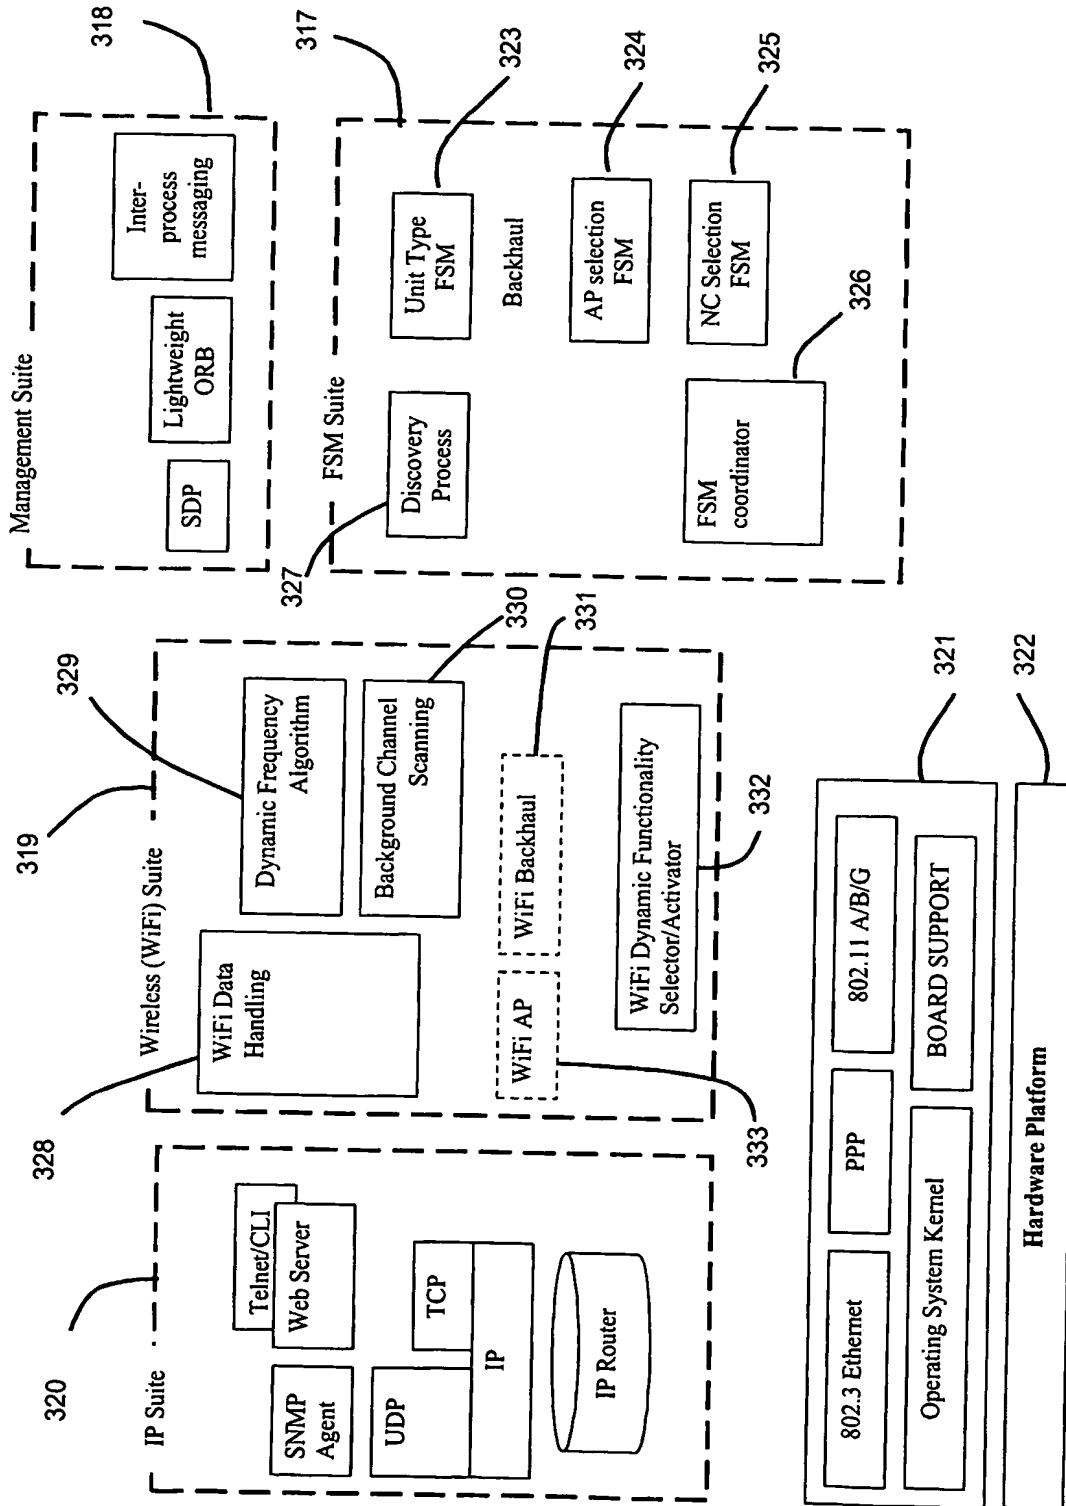 320
IP Suite
SNMP
Agent
Telnet/CLI
Web Server
UDP
TCP
IP
IP Router
319
328
329
Wireless (WiFi) Suite
WiFi Data
Handling
Dynamic Frequency
Algorithm
Background Channel
Scanning
330
WiFi AP
WiFi Backhaul
331
WiFi Dynamic Functionality
Selector/Activator
333
332
Management Suite
318
SDP
Lightweight
ORB
Inter-
process
messaging
FSM Suite
317
327
Discovery
Process
Unit Type
FSM
323
Backhaul
AP selection
FSM
324
FSM
coordinator
NC Selection
FSM
325
326
802.3 Ethernet
PPP
802.11 A/B/G
321
Operating System Kernel
BOARD SUPPORT
Hardware Platform
322